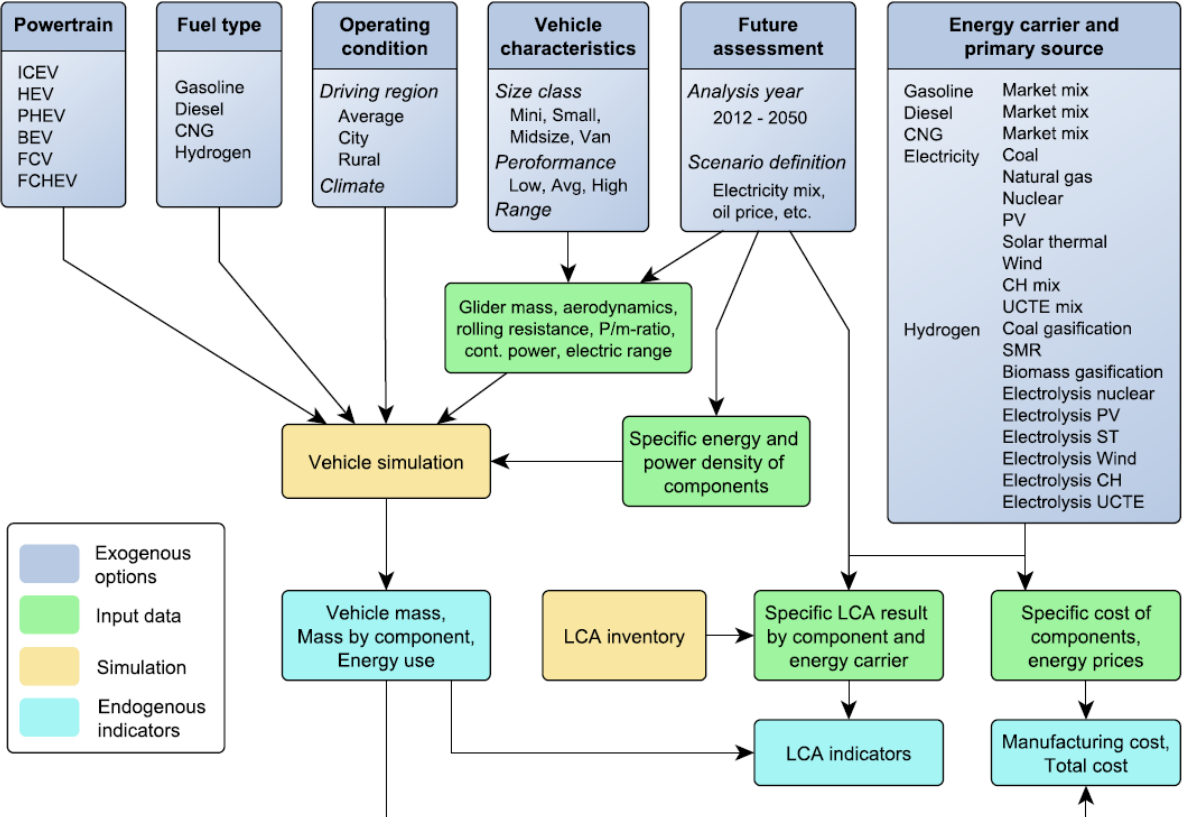 Powertrain
ICEV
HEV
PHEV
BEV
FCV
FCHEV
Fuel type
Gasoline
Diesel
CNG
Hydrogen
Operating
condition
Driving region
Average
City
Rural
Climate
Vehicle
characteristics
Size class
Mini, Small,
Midsize, Van
Peroformance
Low, Avg, High
Range
Future
assessment
Analysis year
2012 - 2050
Scenario definition
Electricity mix,
oil price, etc.
Energy carrier and
primary source
Gasoline Market mix
Diesel Market mix
CNG Market mix
Electricity Coal
Natural gas
Nuclear
PV
Solar thermal
Wind
CH mix
UCTE mix
Hydrogen Coal gasification
SMR
Biomass gasification
Electrolysis nuclear
Electrolysis PV
Electrolysis ST
Electrolysis Wind
Electrolysis CH
Electrolysis UCTE
Glider mass, aerodynamics,
rolling resistance, P/m-ratio,
cont. power, electric range
Vehicle simulation
Specific energy and
power density of
components
Exogenous
options
Input data
Simulation
Endogenous
indicators
Vehicle mass,
Mass by component,
Energy use
LCA inventory
Specific LCA result
by component and
energy carrier
Specific cost of
components,
energy prices
LCA indicators
Manufacturing cost,
Total cost